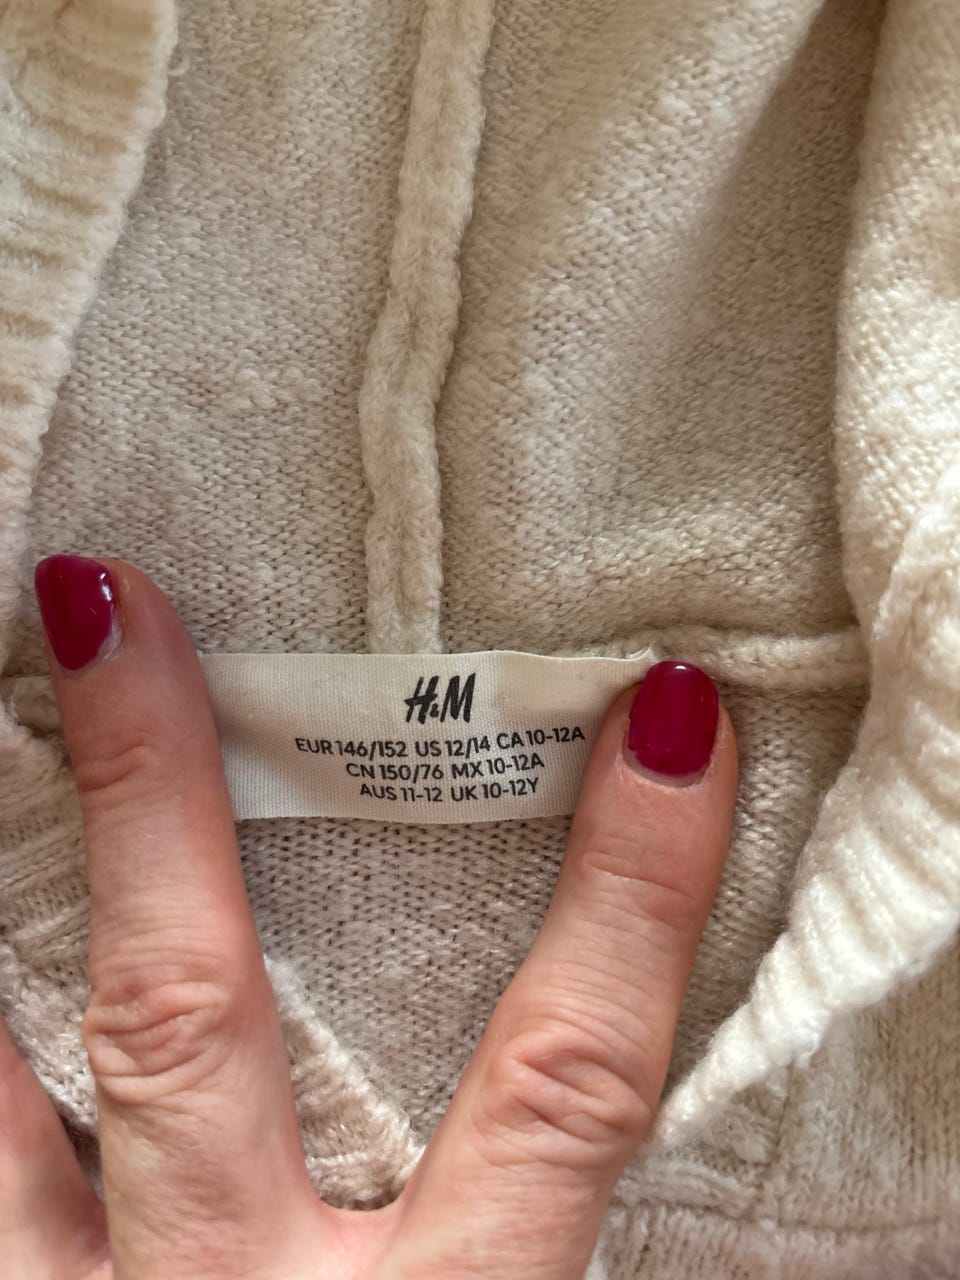 H&M
EUR 146/152 US 12/14 CA 10-12A
CN 150/76 MX 10-12A
AUS 11-12 UK 10-12Y